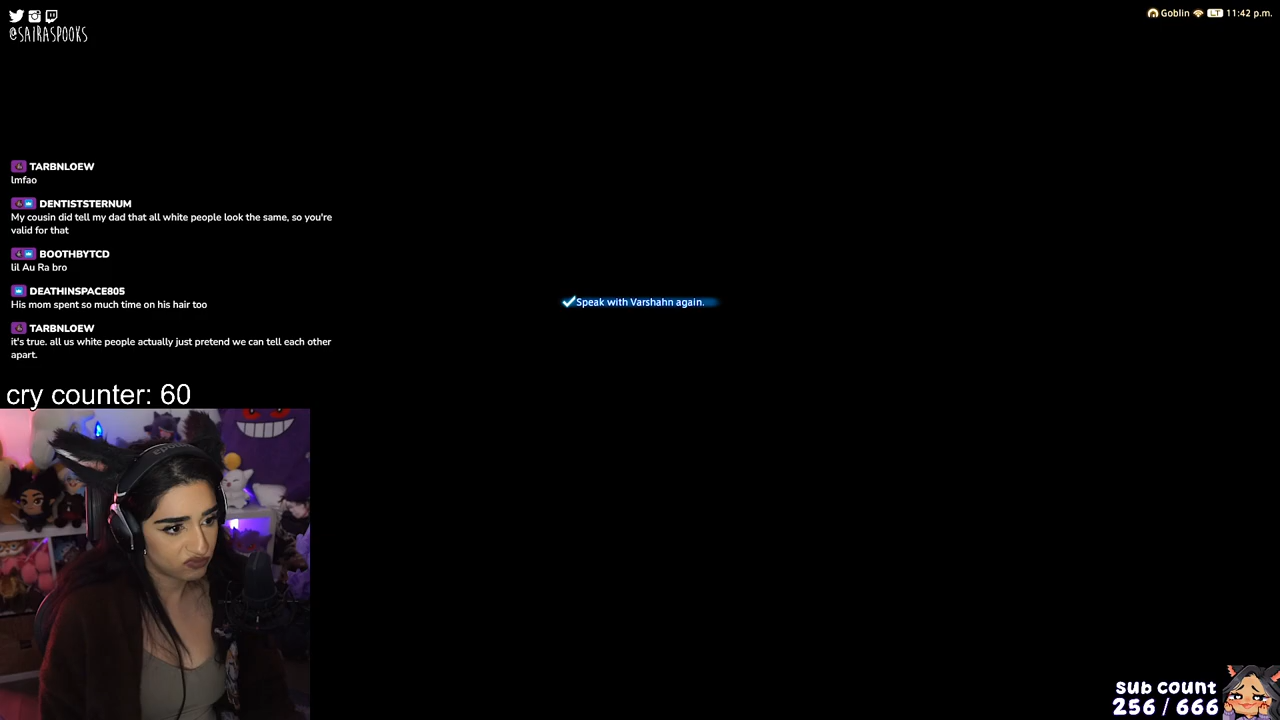 @SAIRASPOOKS
Goblin LT 11:42 p.m.
TARBNLOEW
lmfao
DENTISTSTERNUM
My cousin did tell my dad that all white people look the same, so you're
valid for that
BOOTHBYTCD
lil Au Ra bro
DEATHINSPACE805
His mom spent so much time on his hair too
TARBNLOEW
it's true. all us white people actually just pretend we can tell each other
apart.
Speak with Varshahn again.
cry counter: 60
sub count
256 / 666